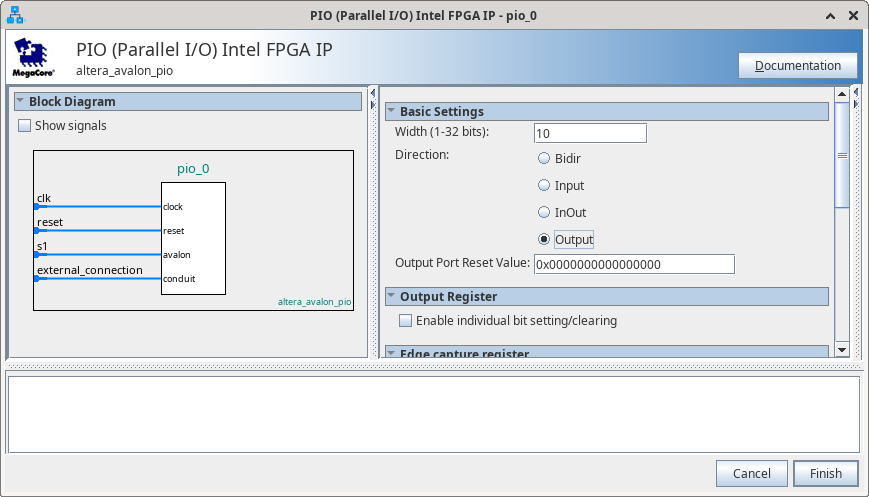 PIO (Parallel I/O) Intel FPGA IP - pio_0
PIO (Parallel I/O) Intel FPGA IP
altera_avalon_pio
MegaCore®
Documentation
Block Diagram
Show signals
pio_0
clk
clock
reset
reset
s1
avalon
external_connection
conduit
altera_avalon_pio
Basic Settings
Width (1-32 bits):
10
Direction:
Bidir
Input
InOut
Output
Output Port Reset Value:
0x0000000000000000
Output Register
Enable individual bit setting/clearing
Edge capture register
Cancel
Finish